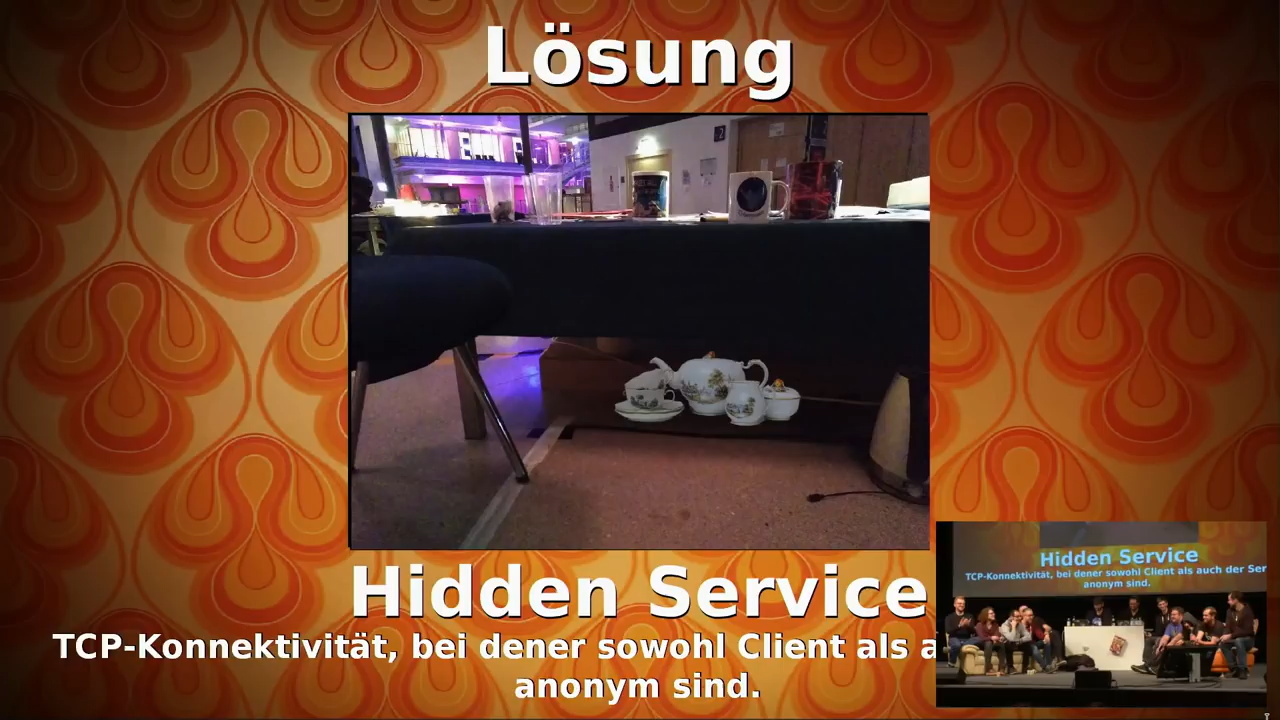 Lösung
Hidden Service
TCP-Konnektivität, bei dener sowohl Client als a
anonym sind.
2
Hidden Service
TCP-Konnektivität, bei dener sowohl Client als auch der Ser
anonym sind.